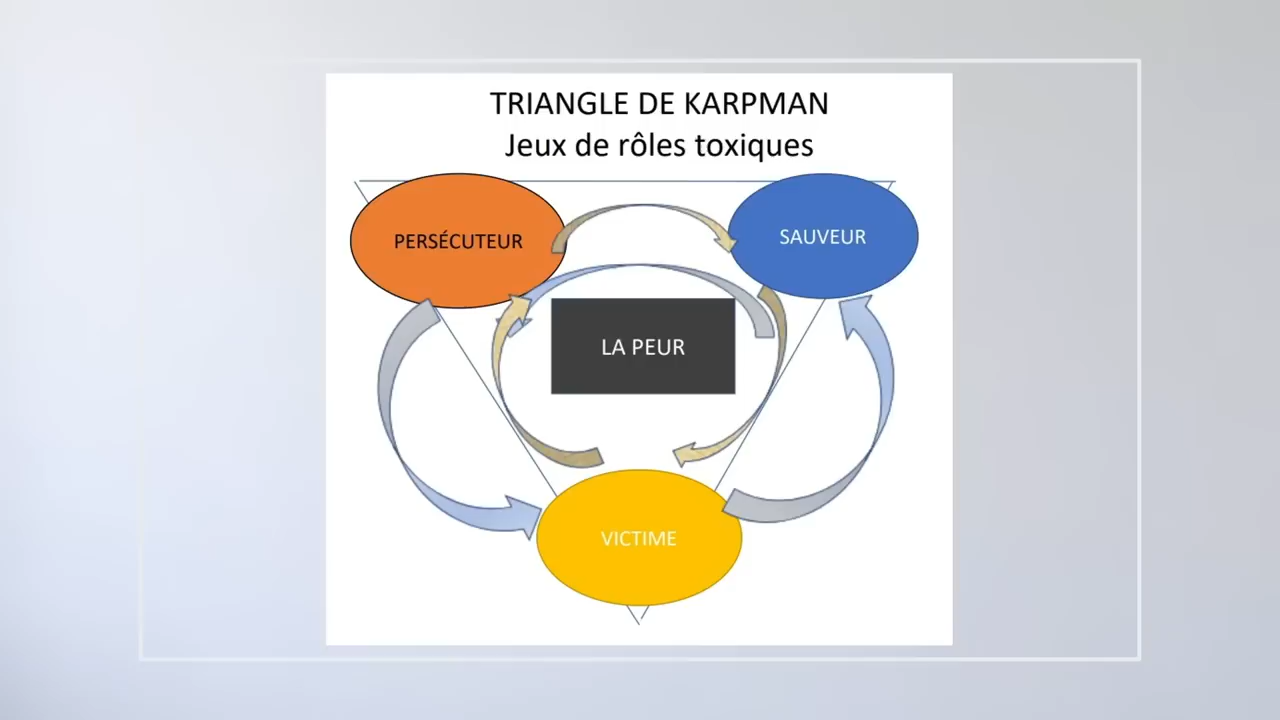 TRIANGLE DE KARPMAN
Jeux de rôles toxiques
PERSÉCUTEUR
SAUVEUR
LA PEUR
VICTIME